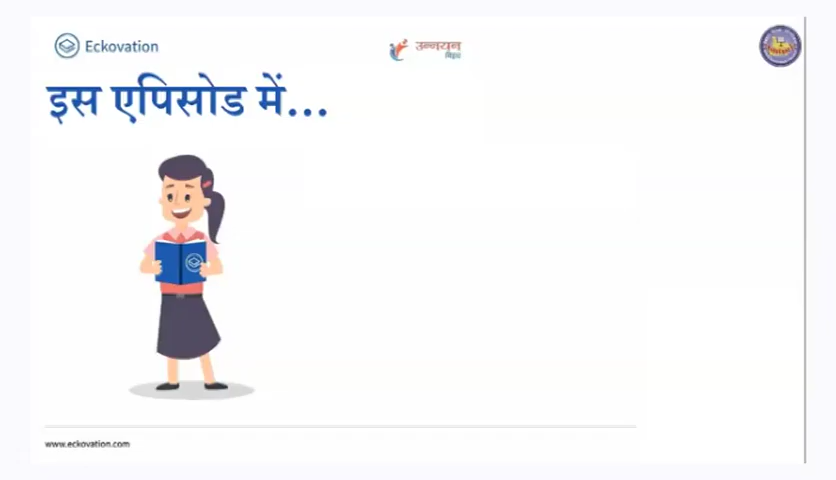 Eckovation
उन्नयन
बिहार
इस एपिसोड में...
www.eckovation.com